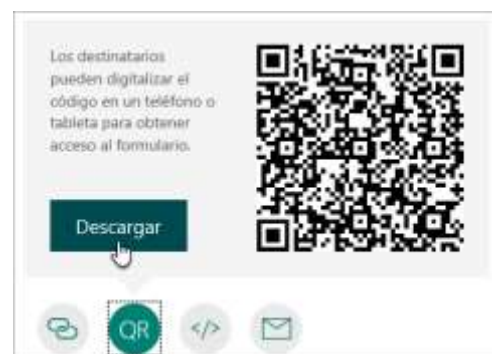 Los destinatarios
pueden digitalizar el
código en un teléfono o
tableta para obtener
acceso al formulario.
Descargar
QR
</>